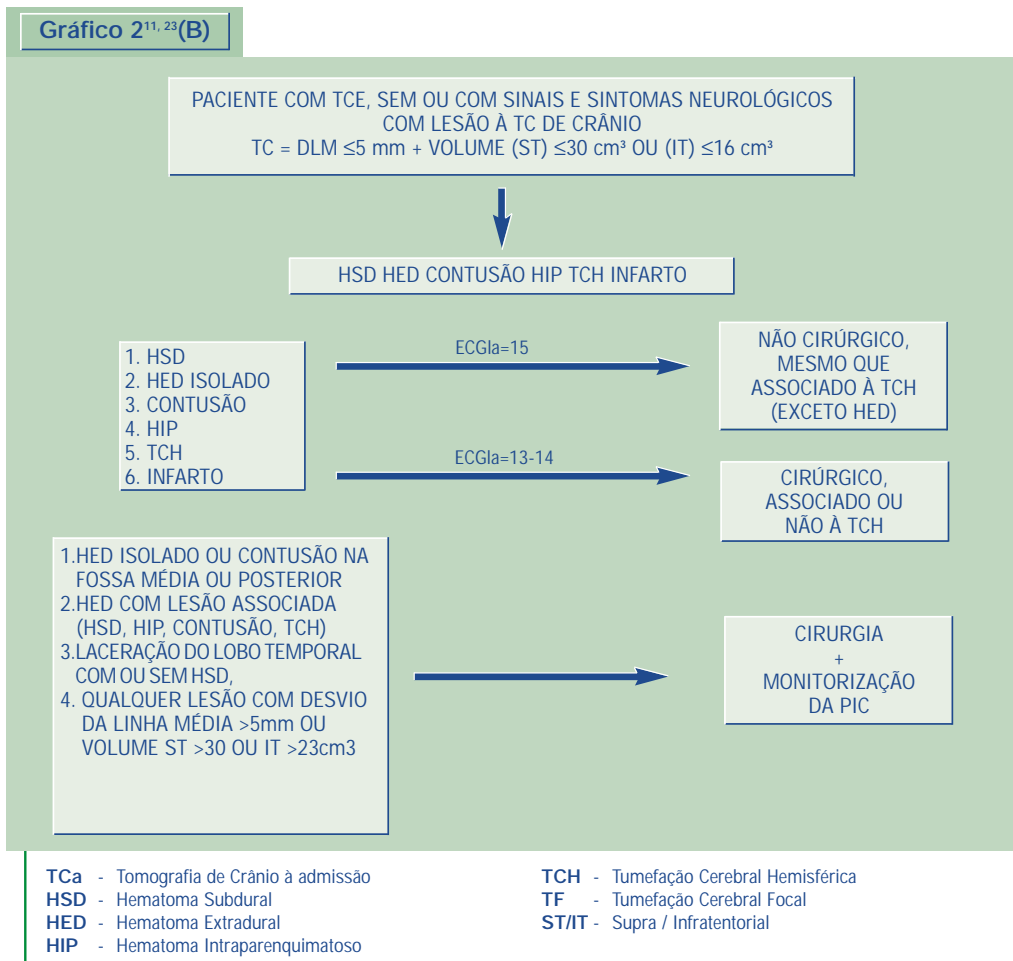 Gráfico 2¹¹, ²³(B)
PACIENTE COM TCE, SEM OU COM SINAIS E SINTOMAS NEUROLÓGICOS
COM LESÃO À TC DE CRÂNIO
TC = DLM ≤5 mm + VOLUME (ST) ≤30 cm³ OU (IT) ≤16 cm³
HSD HED CONTUSÃO HIP TCH INFARTO
1. HSD
2. HED ISOLADO
3. CONTUSÃO
4. HIP
5. TCH
6. INFARTO
ECGla=15
NÃO CIRÚRGICO,
MESMO QUE
ASSOCIADO À TCH
(EXCETO HED)
ECGla=13-14
CIRÚRGICO,
ASSOCIADO OU
NÃO À TCH
1.HED ISOLADO OU CONTUSÃO NA
FOSSA MÉDIA OU POSTERIOR
2.HED COM LESÃO ASSOCIADA
(HSD, HIP, CONTUSÃO, TCH)
3.LACERAÇÃO DO LOBO TEMPORAL
COM OU SEM HSD,
4. QUALQUER LESÃO COM DESVIO
DA LINHA MÉDIA >5mm OU
VOLUME ST >30 OU IT >23cm3
CIRURGIA
+
MONITORIZAÇÃO
DA PIC
TCa - Tomografia de Crânio à admissão
HSD - Hematoma Subdural
HED - Hematoma Extradural
HIP - Hematoma Intraparenquimatoso
TCH - Tumefação Cerebral Hemisférica
TF - Tumefação Cerebral Focal
ST/IT - Supra / Infratentorial